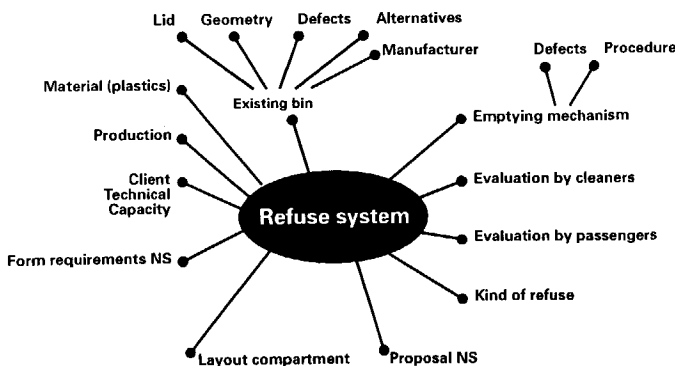 Lid
Geometry
Defects
Alternatives
Manufacturer
Defects
Procedure
Material (plastics)
Existing bin
Emptying mechanism
Production
Client
Technical
Capacity
Evaluation by cleaners
Refuse system
Evaluation by passengers
Form requirements NS
Kind of refuse
Layout compartment
Proposal NS